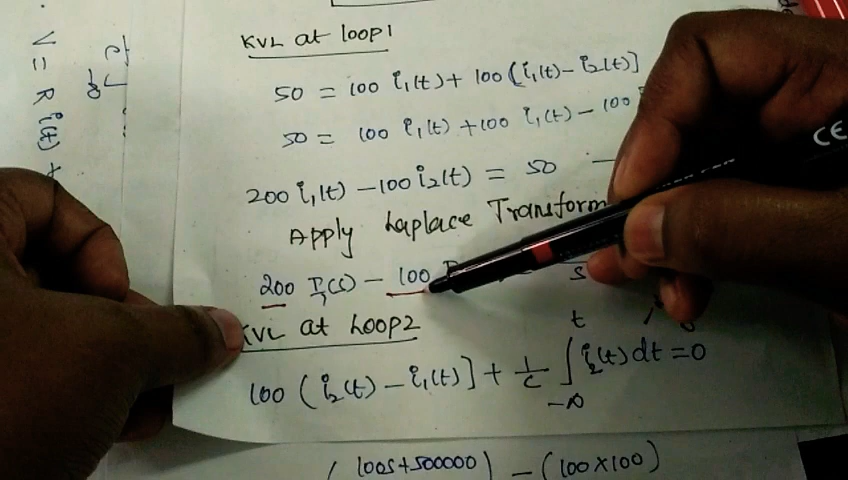 KVL at loop1
50 = 100 i1(t) + 100 (i1(t) - i2(t)]
50 = 100 i1(t) + 100 i1(t) - 100
200 i1(t) - 100 i2(t) = 50 —
Apply Laplace Transform
200 I1(s) - 100
s
KVL at Loop2
100 ( i2(t) - i1(t)] + 1/C ∫ i2(t) dt = 0
t
-∞
( 100s+500000 ) - (100×100)
V = R i(t) +
CE